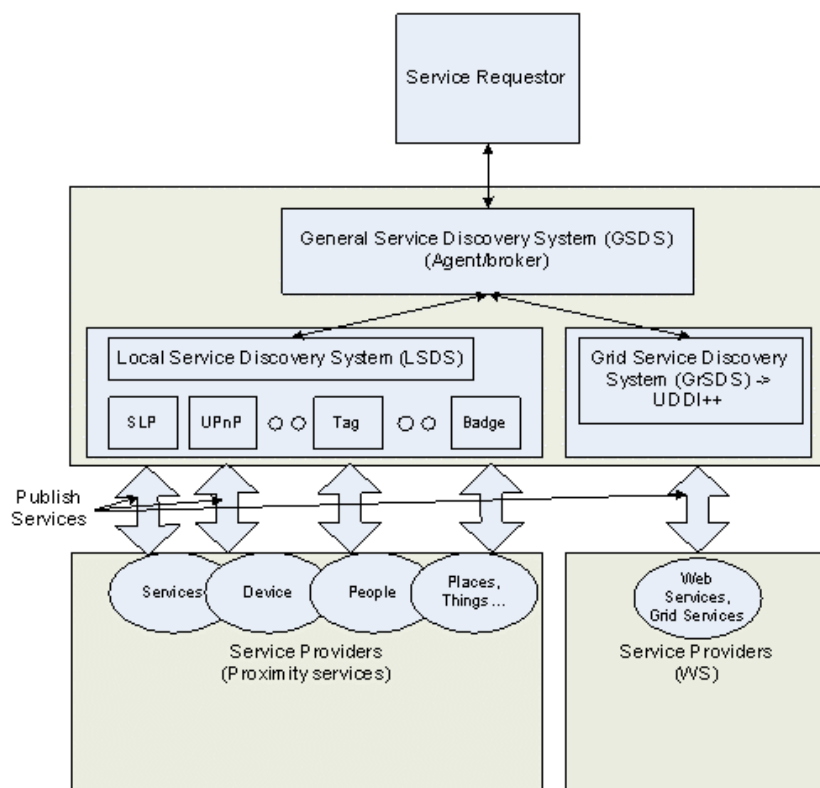 Service Requestor
General Service Discovery System (GSDS)
(Agent/broker)
Local Service Discovery System (LSDS)
Grid Service Discovery
System (GrSDS) ->
UDDI++
SLP
UPnP
Tag
Badge
Publish
Services
Services
Device
People
Places,
Things...
Web
Services,
Grid Services
Service Providers
(Proximity services)
Service Providers
(WS)